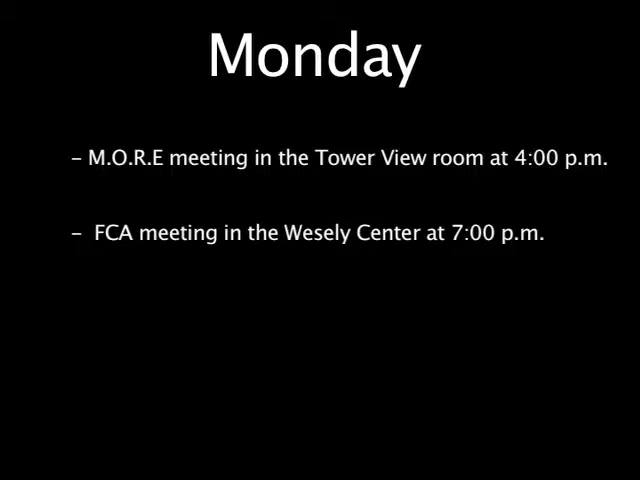 Monday
- M.O.R.E meeting in the Tower View room at 4:00 p.m.
- FCA meeting in the Wesely Center at 7:00 p.m.